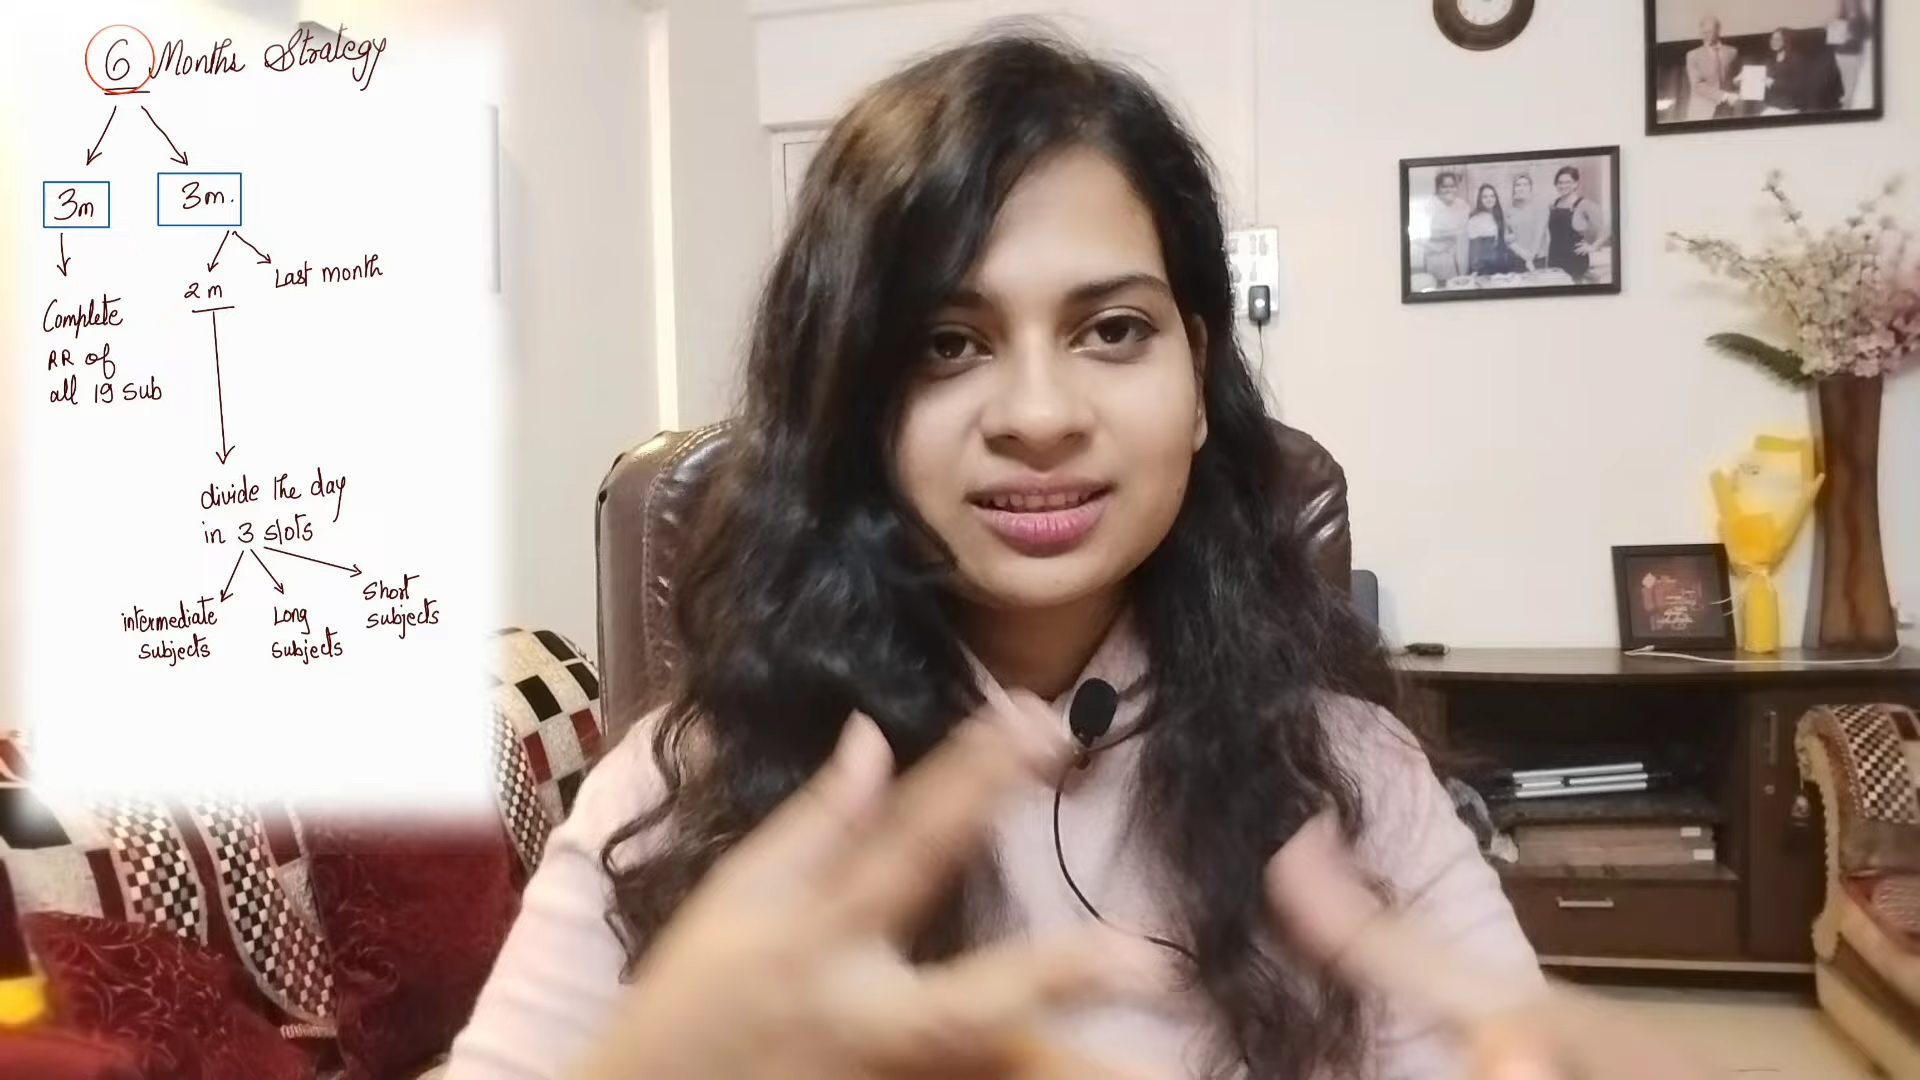 6 Months Strategy
3m
3m.
2m
Last month
Complete
RR of
all 19 sub
divide the day
in 3 slots
intermediate
subjects
Long
subjects
Short
subjects